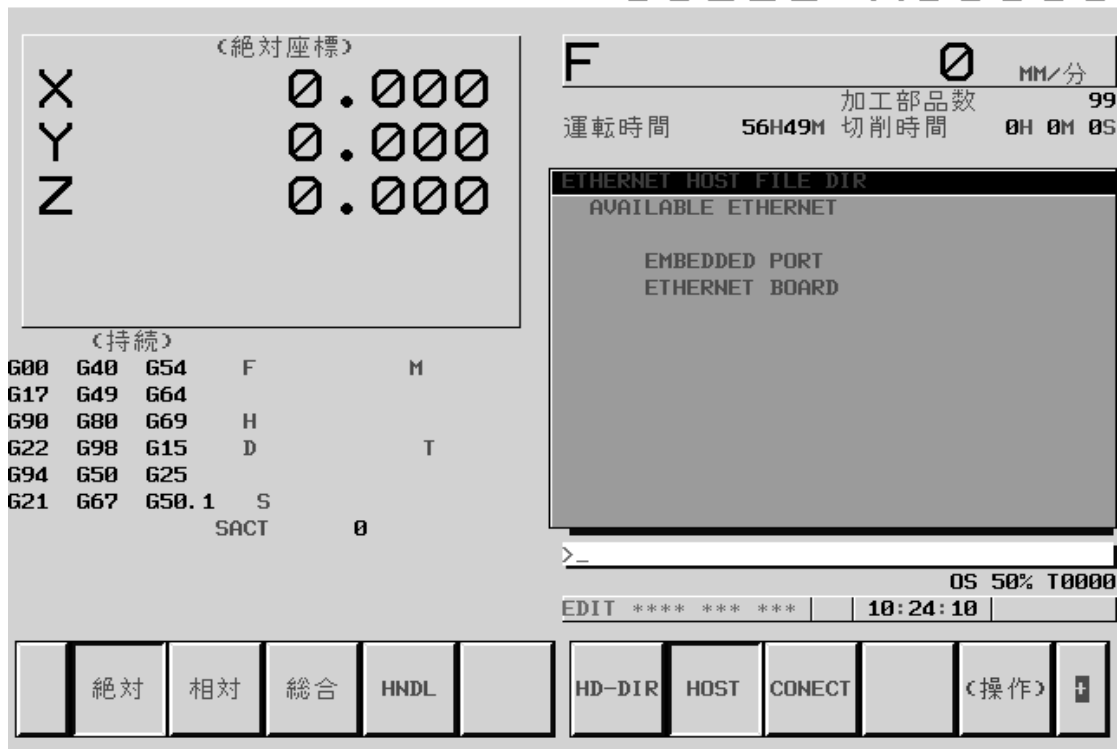 (絶対座標)
X 0.000
Y 0.000
Z 0.000
(持続)
G00 G40 G54 F M
G17 G49 G64
G90 G80 G69 H
G22 G98 G15 D T
G94 G50 G25
G21 G67 G50.1 S
SACT 0
F 0 MM/分
加工部品数 99
運転時間 56H49M 切削時間 0H 0M 0S
ETHERNET HOST FILE DIR
AVAILABLE ETHERNET
EMBEDDED PORT
ETHERNET BOARD
>_
OS 50% T0000
EDIT **** *** *** 10:24:10
絶対 相対 総合 HNDL
HD-DIR HOST CONECT (操作) +